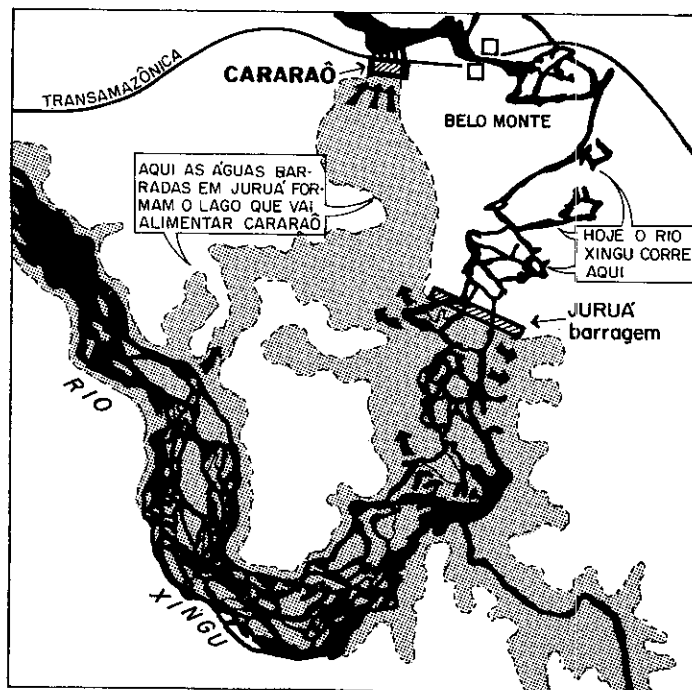 TRANSAMAZÔNICA
CARARAÔ
BELO MONTE
AQUI AS ÁGUAS BAR-
RADAS EM JURUÁ FOR-
MAM O LAGO QUE VAI
ALIMENTAR CARARAÔ
HOJE O RIO
XINGU CORRE
AQUI
JURUÁ
barragem
RIO
XINGU